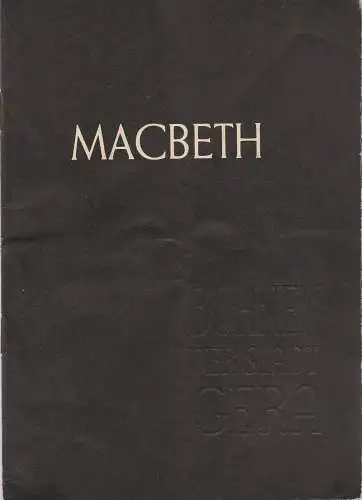 MACBETH
BÜHNEN
DER STADT
GERA